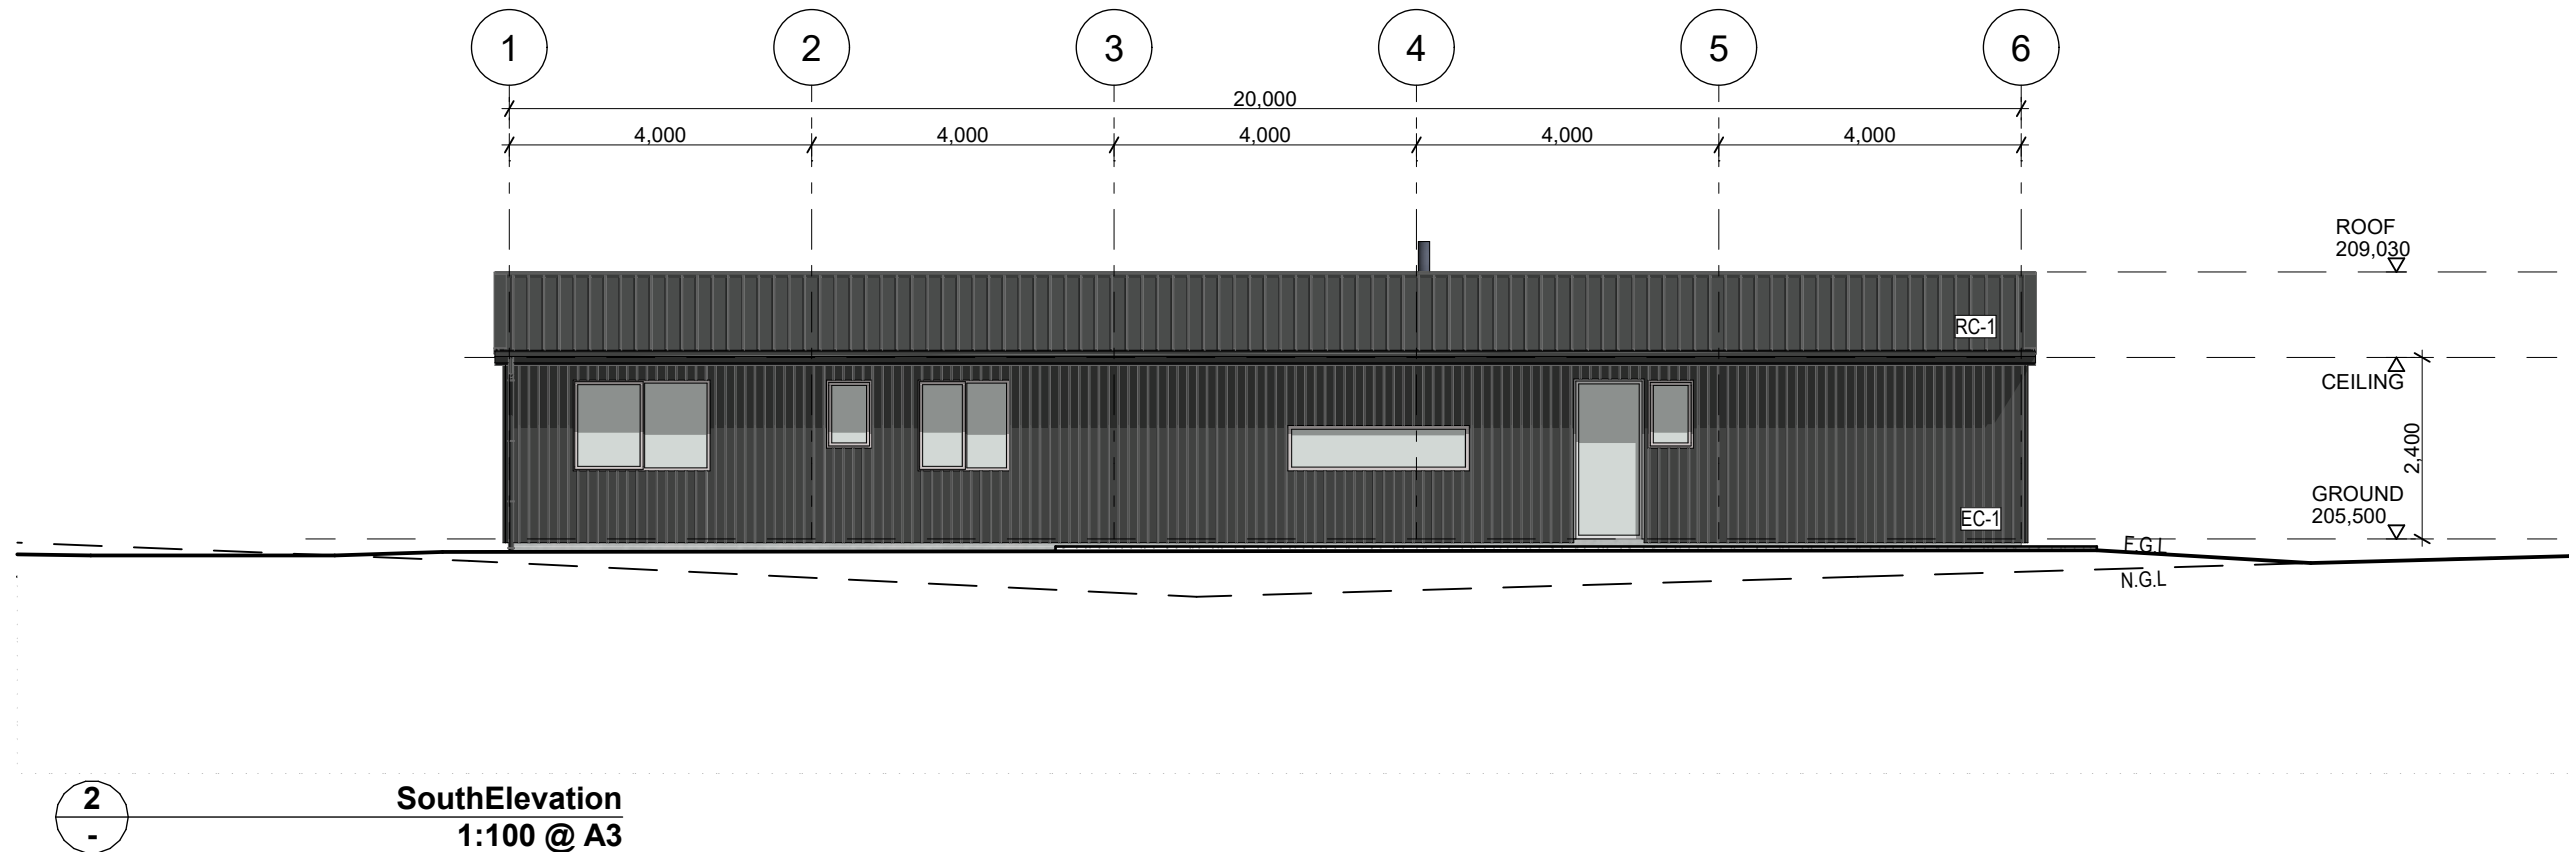 1 2 3 4 5 6
20,000
4,000 4,000 4,000 4,000 4,000
ROOF
209,030
RC-1
CEILING
2,400
GROUND
205,500
EC-1
F.G.L
N.G.L
2
-
SouthElevation
1:100 @ A3